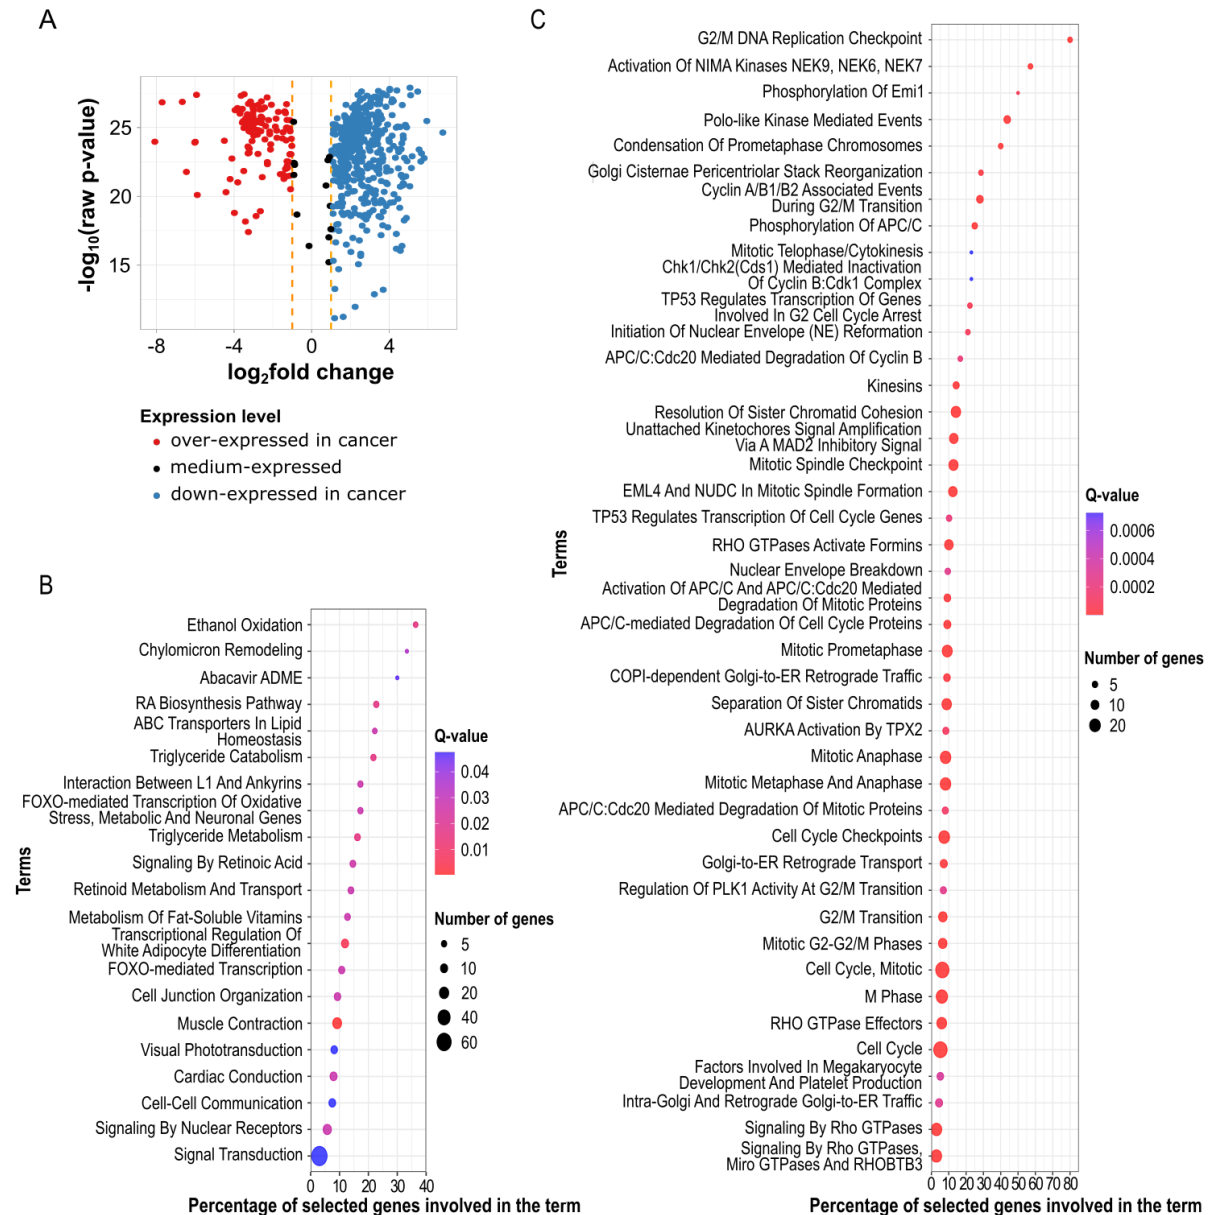 A
-log10(raw p-value)
25
20
15
-8
-4
0
4
log2fold change
Expression level
over-expressed in cancer
medium-expressed
down-expressed in cancer
B
Terms
Ethanol Oxidation
Chylomicron Remodeling
Abacavir ADME
RA Biosynthesis Pathway
ABC Transporters In Lipid
Homeostasis
Triglyceride Catabolism
Interaction Between L1 And Ankyrins
FOXO-mediated Transcription Of Oxidative
Stress, Metabolic And Neuronal Genes
Triglyceride Metabolism
Signaling By Retinoic Acid
Retinoid Metabolism And Transport
Metabolism Of Fat-Soluble Vitamins
Transcriptional Regulation Of
White Adipocyte Differentiation
FOXO-mediated Transcription
Cell Junction Organization
Muscle Contraction
Visual Phototransduction
Cardiac Conduction
Cell-Cell Communication
Signaling By Nuclear Receptors
Signal Transduction
0 10 20 30 40
Percentage of selected genes involved in the term
Q-value
0.04
0.03
0.02
0.01
Number of genes
5
10
20
40
60
C
Terms
G2/M DNA Replication Checkpoint
Activation Of NIMA Kinases NEK9, NEK6, NEK7
Phosphorylation Of Emi1
Polo-like Kinase Mediated Events
Condensation Of Prometaphase Chromosomes
Golgi Cisternae Pericentriolar Stack Reorganization
Cyclin A/B1/B2 Associated Events
During G2/M Transition
Phosphorylation Of APC/C
Mitotic Telophase/Cytokinesis
Chk1/Chk2(Cds1) Mediated Inactivation
Of Cyclin B:Cdk1 Complex
TP53 Regulates Transcription Of Genes
Involved In G2 Cell Cycle Arrest
Initiation Of Nuclear Envelope (NE) Reformation
APC/C:Cdc20 Mediated Degradation Of Cyclin B
Kinesins
Resolution Of Sister Chromatid Cohesion
Unattached Kinetochores Signal Amplification
Via A MAD2 Inhibitory Signal
Mitotic Spindle Checkpoint
EML4 And NUDC In Mitotic Spindle Formation
TP53 Regulates Transcription Of Cell Cycle Genes
RHO GTPases Activate Formins
Nuclear Envelope Breakdown
Activation Of APC/C And APC/C:Cdc20 Mediated
Degradation Of Mitotic Proteins
APC/C-mediated Degradation Of Cell Cycle Proteins
Mitotic Prometaphase
COPI-dependent Golgi-to-ER Retrograde Traffic
Separation Of Sister Chromatids
AURKA Activation By TPX2
Mitotic Anaphase
Mitotic Metaphase And Anaphase
APC/C:Cdc20 Mediated Degradation Of Mitotic Proteins
Cell Cycle Checkpoints
Golgi-to-ER Retrograde Transport
Regulation Of PLK1 Activity At G2/M Transition
G2/M Transition
Mitotic G2-G2/M Phases
Cell Cycle, Mitotic
M Phase
RHO GTPase Effectors
Cell Cycle
Factors Involved In Megakaryocyte
Development And Platelet Production
Intra-Golgi And Retrograde Golgi-to-ER Traffic
Signaling By Rho GTPases
Signaling By Rho GTPases,
Miro GTPases And RHOBTB3
0 10 20 30 40 50 60 70 80
Percentage of selected genes involved in the term
Q-value
0.0006
0.0004
0.0002
Number of genes
5
10
20